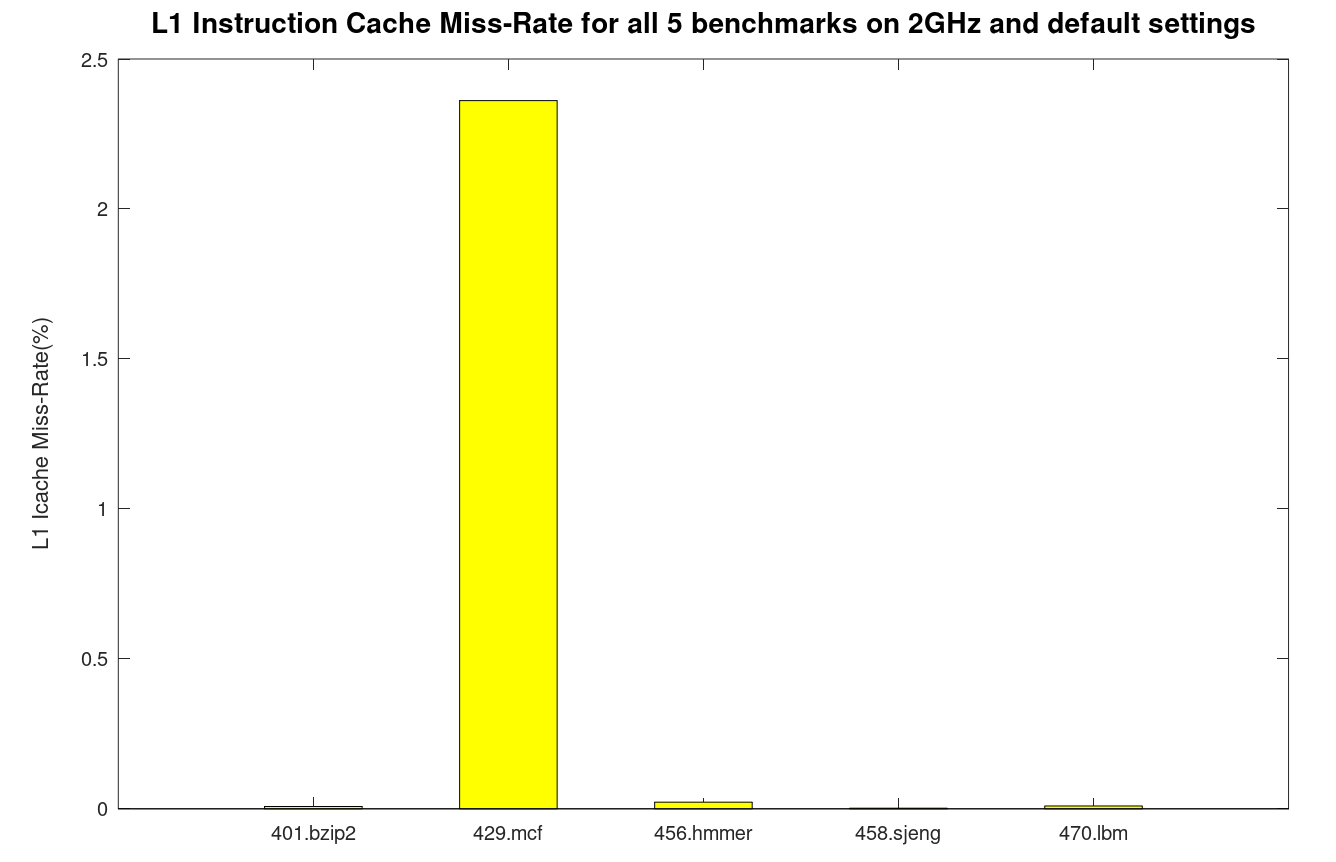 L1 Instruction Cache Miss-Rate for all 5 benchmarks on 2GHz and default settings
2.5
2
1.5
1
0.5
0
L1 Icache Miss-Rate(%)
401.bzip2 429.mcf 456.hmmer 458.sjeng 470.lbm